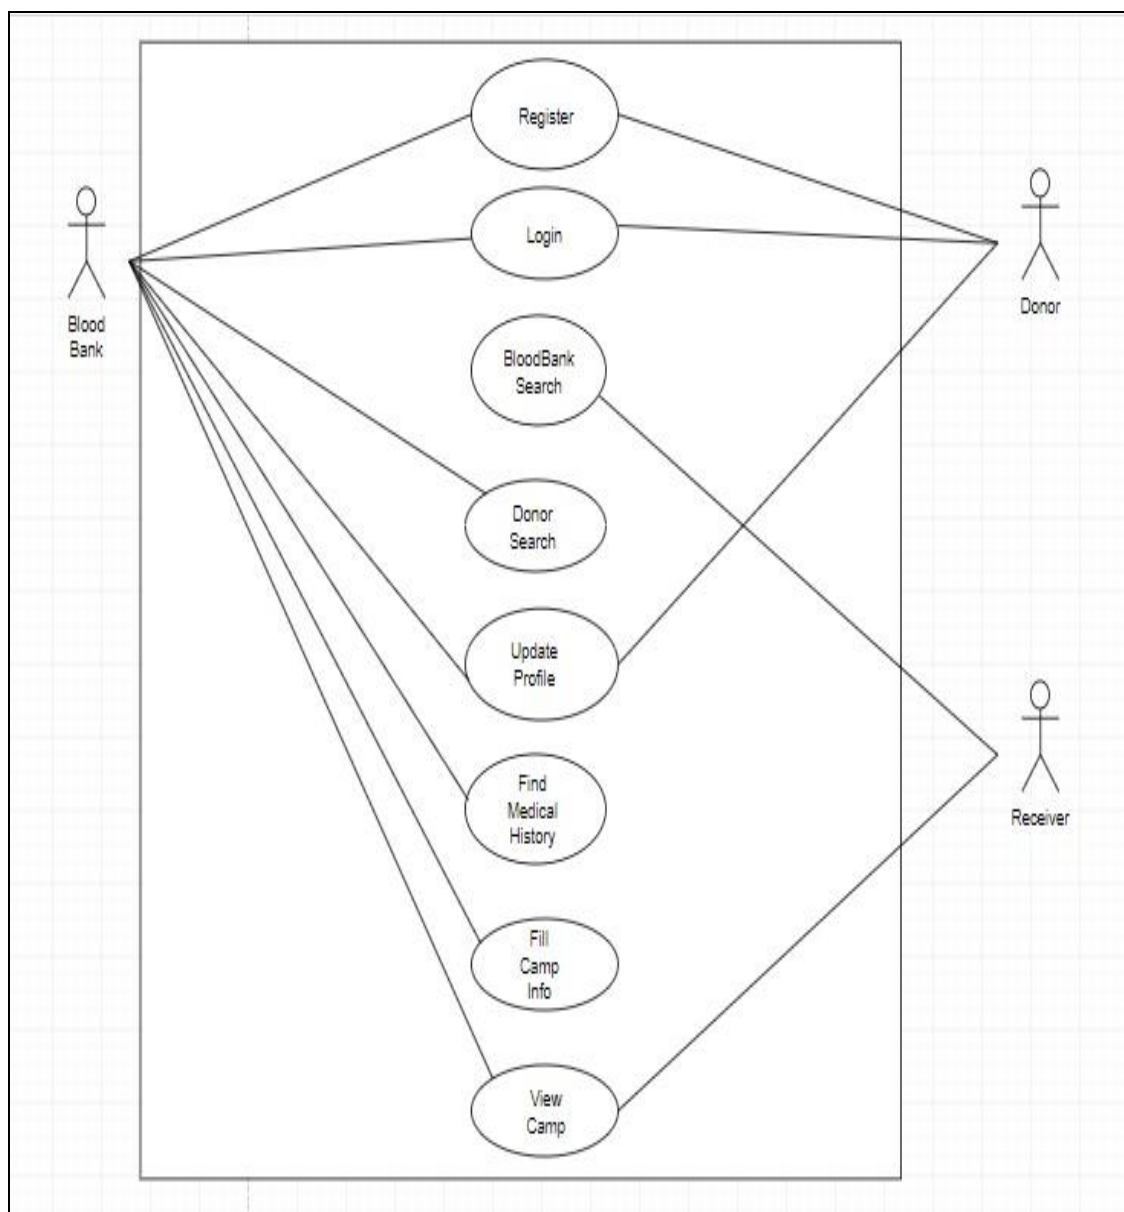 Register
Login
Blood
Bank
Donor
BloodBank
Search
Donor
Search
Update
Profile
Find
Medical
History
Receiver
Fill
Camp
Info
View
Camp